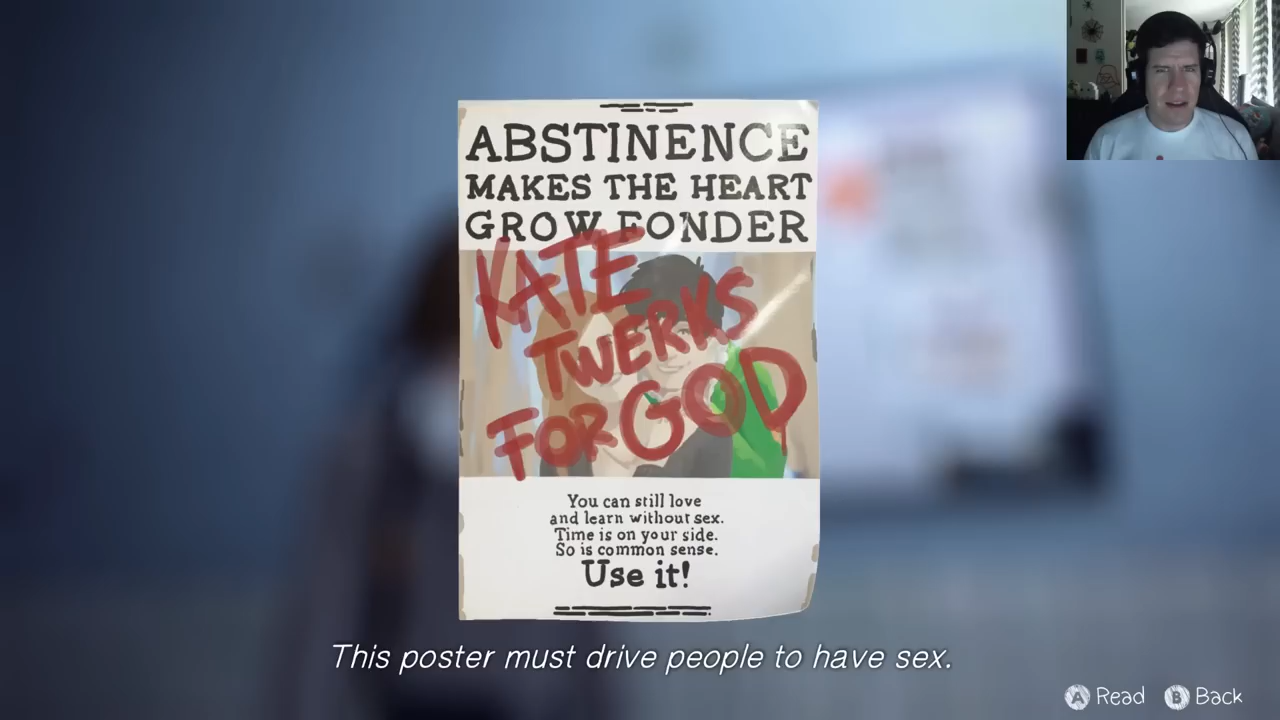 ABSTINENCE
MAKES THE HEART
GROW FONDER
KATE
TWERKS
FOR GOD
You can still love
and learn without sex.
Time is on your side.
So is common sense.
Use it!
This poster must drive people to have sex.
A Read B Back